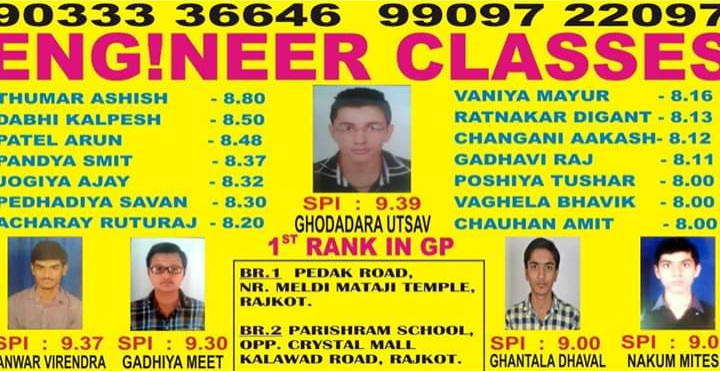 90333 36646 99097 22097
ENG!NEER CLASSES
THUMAR ASHISH - 8.80
DABHI KALPESH - 8.50
PATEL ARUN - 8.48
PANDYA SMIT - 8.37
JOGIYA AJAY - 8.32
PEDHADIYA SAVAN - 8.30
ACHARAY RUTURAJ - 8.20
SPI : 9.39
GHODADARA UTSAV
1ST RANK IN GP
VANIYA MAYUR - 8.16
RATNAKAR DIGANT - 8.13
CHANGANI AAKASH- 8.12
GADHAVI RAJ - 8.11
POSHIYA TUSHAR - 8.00
VAGHELA BHAVIK - 8.00
CHAUHAN AMIT - 8.00
SPI : 9.37
ANWAR VIRENDRA
SPI : 9.30
GADHIYA MEET
BR.1 PEDAK ROAD,
NR. MELDI MATAJI TEMPLE,
RAJKOT.
BR.2 PARISHRAM SCHOOL,
OPP. CRYSTAL MALL
KALAWAD ROAD, RAJKOT.
SPI : 9.00
GHANTALA DHAVAL
SPI : 9.0
NAKUM MITES